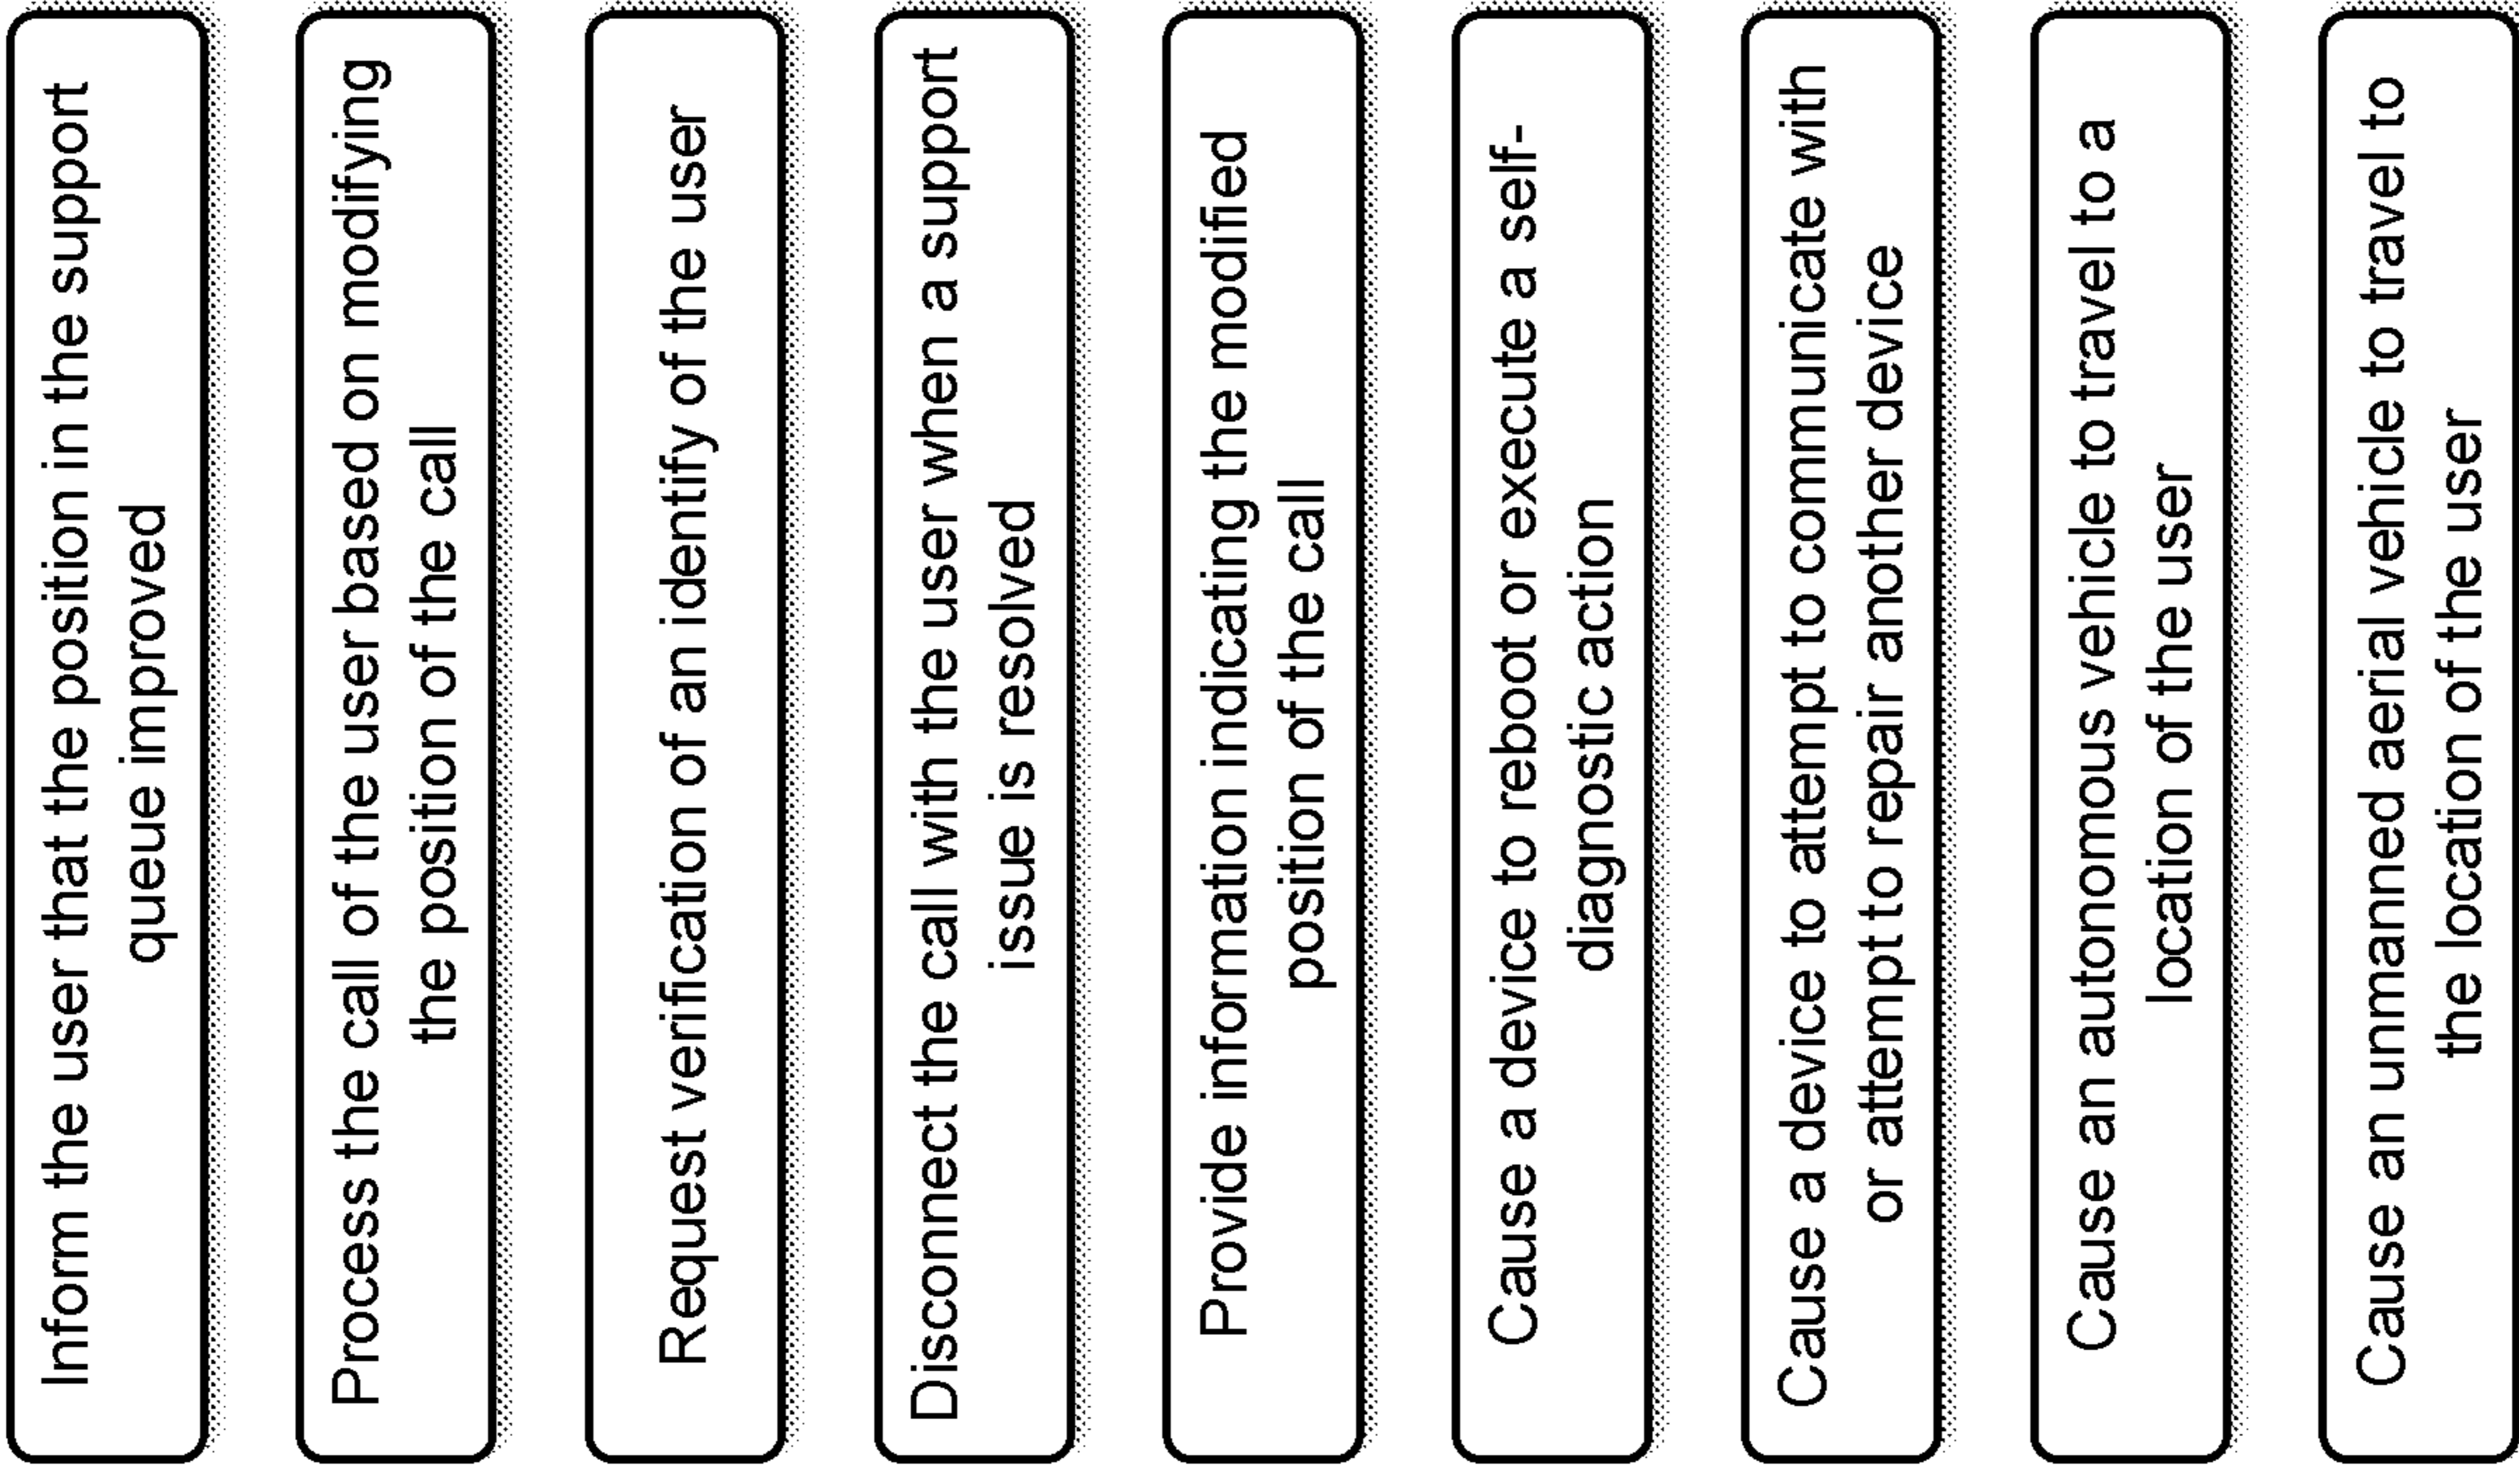 Inform the user that the position in the support
queue improved
Process the call of the user based on modifying
the position of the call
Request verification of an identify of the user
Disconnect the call with the user when a support
issue is resolved
Provide information indicating the modified
position of the call
Cause a device to reboot or execute a self-
diagnostic action
Cause a device to attempt to communicate with
or attempt to repair another device
Cause an autonomous vehicle to travel to a
location of the user
Cause an unmanned aerial vehicle to travel to
the location of the user